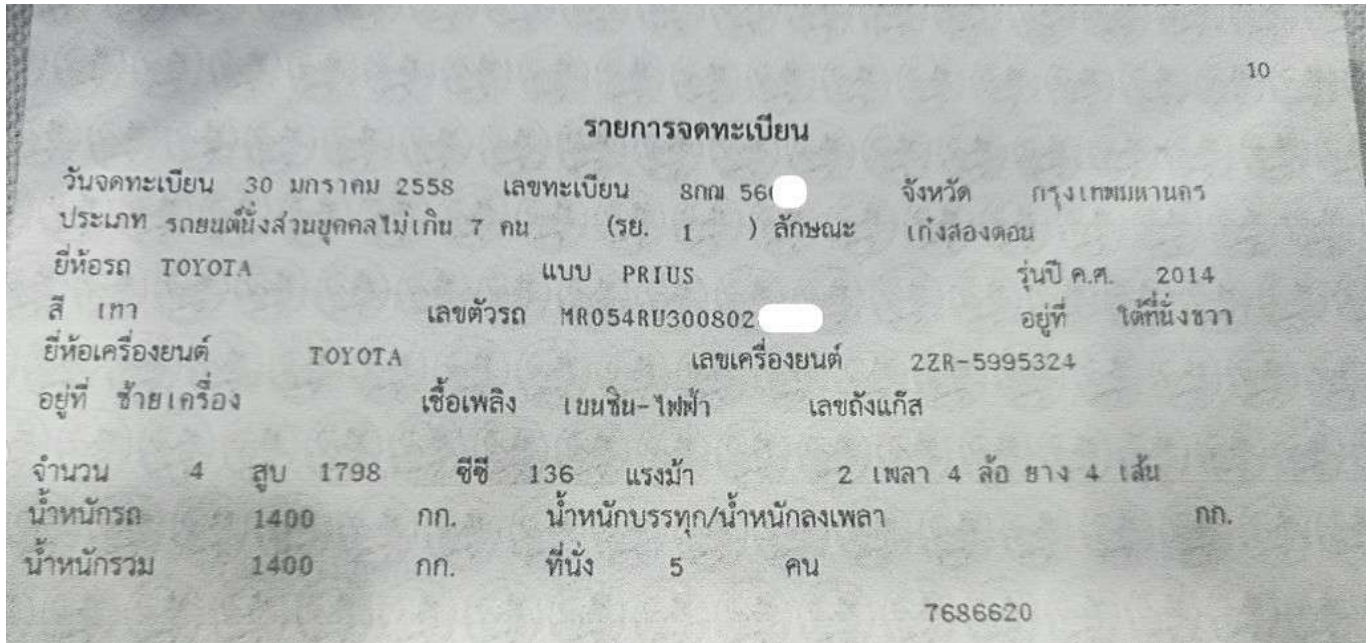 10
รายการจดทะเบียน
วันจดทะเบียน 30 มกราคม 2558 เลขทะเบียน 8กญ 56 จังหวัด กรุงเทพมหานคร
ประเภท รถยนต์นั่งส่วนบุคคลไม่เกิน 7 คน (รย. 1 ) ลักษณะ เก๋งสองตอน
ยี่ห้อรถ TOYOTA แบบ PRIUS รุ่นปี ค.ศ. 2014
สี เทา เลขตัวรถ MR054RU300802 อยู่ที่ ใต้ที่นั่งขวา
ยี่ห้อเครื่องยนต์ TOYOTA เลขเครื่องยนต์ 2ZR-5995324
อยู่ที่ ซ้ายเครื่อง เชื้อเพลิง เบนซิน-ไฟฟ้า เลขถังแก๊ส
จำนวน 4 สูบ 1798 ซีซี 136 แรงม้า 2 เพลา 4 ล้อ ยาง 4 เส้น
น้ำหนักรถ 1400 กก. น้ำหนักบรรทุก/น้ำหนักลงเพลา กก.
น้ำหนักรวม 1400 กก. ที่นั่ง 5 คน
7686620